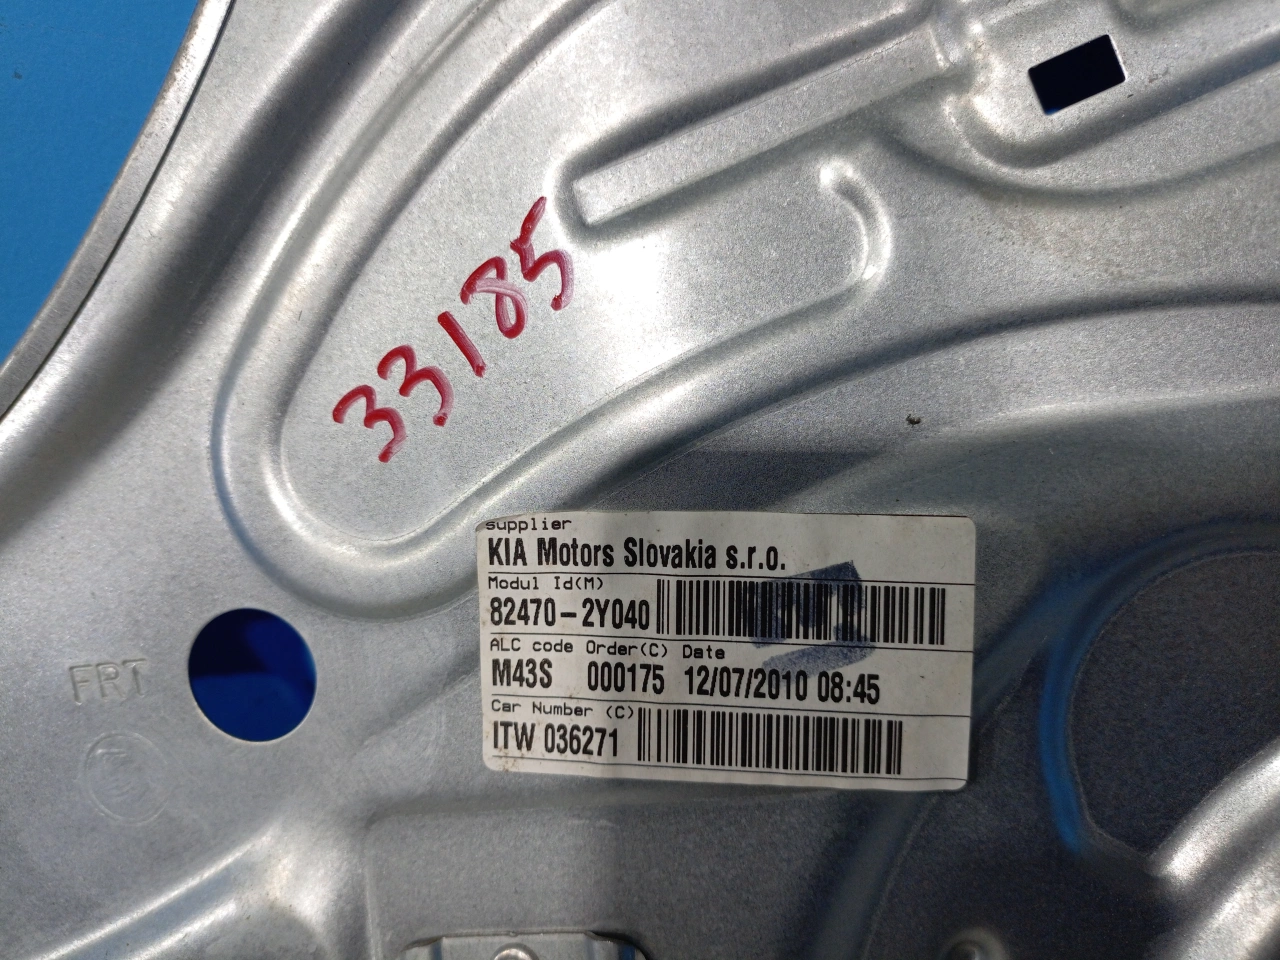 33185
supplier
KIA Motors Slovakia s.r.o.
Modul Id(M)
82470-2Y040
ALC code Order(C) Date
M43S 000175 12/07/2010 08:45
Car Number (C)
ITW 036271
FRT